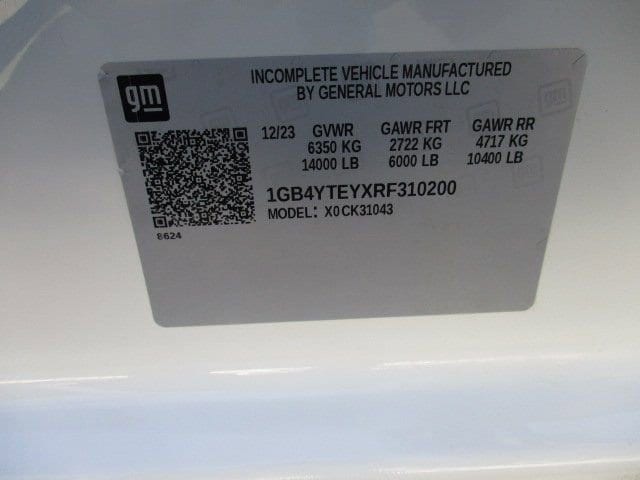 gm
INCOMPLETE VEHICLE MANUFACTURED
BY GENERAL MOTORS LLC
12/23 GVWR GAWR FRT GAWR RR
6350 KG 2722 KG 4717 KG
14000 LB 6000 LB 10400 LB
1GB4YTEYXRF310200
MODEL: X0CK31043
8624